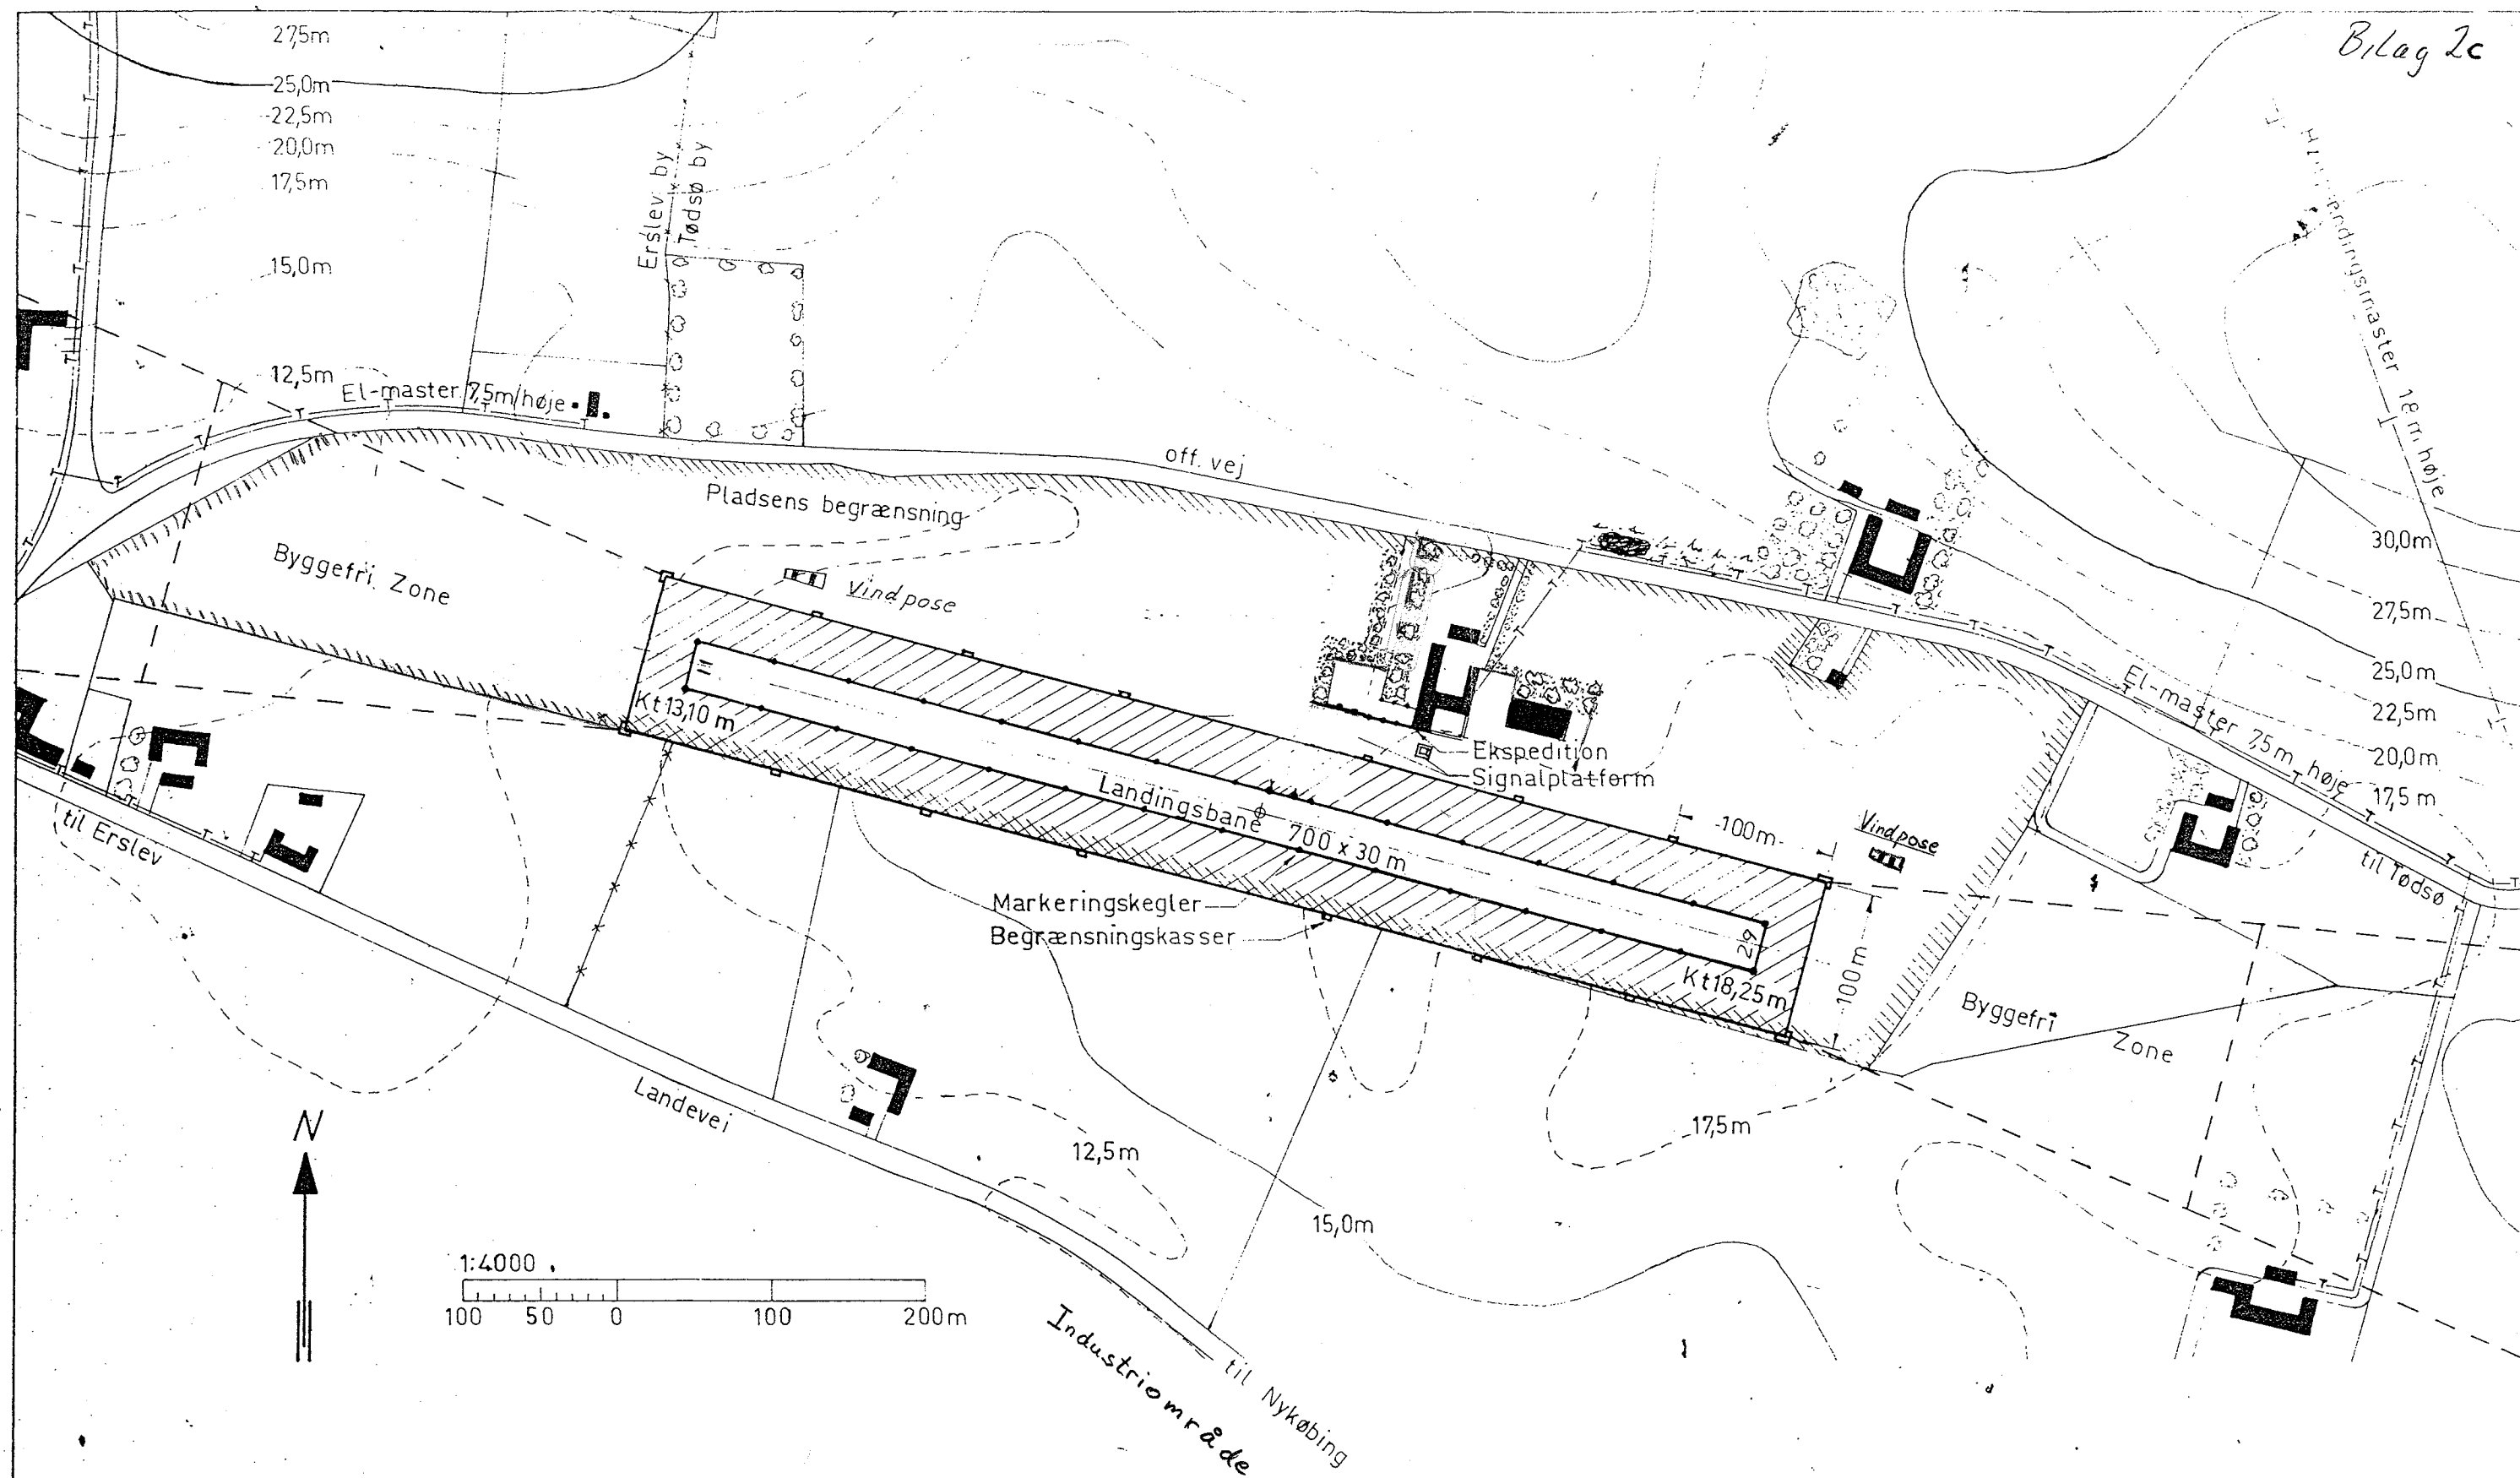 Bilag 2c
27,5m
25,0m
22,5m
20,0m
17,5m
15,0m
12,5m
Erslev by
Tødsø by
El-master 7,5m høje
off. vej
Pladsens begrænsning
Byggefri Zone
Vindpose
Kt 13,10 m
11
Ekspedition
Signalplatform
Landingsbane 700 x 30 m
Markeringskegler
Begrænsningskasser
100m
Vindpose
29
Kt 18,25m
100m
Byggefri
Zone
18m høje
30,0m
27,5m
25,0m
22,5m
20,0m
17,5 m
El-master 7,5m høje
til Tødsø
til Erslev
Landevej
12,5m
15,0m
17,5m
N
1:4000
100 50 0 100 200m
Industriområde
til Nykøbing